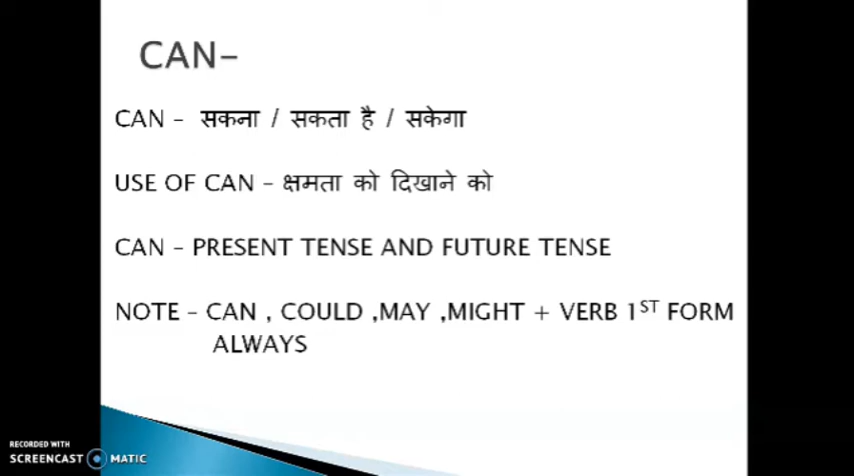 CAN-
CAN - सकना / सकता है / सकेगा
USE OF CAN - क्षमता को दिखाने को
CAN - PRESENT TENSE AND FUTURE TENSE
NOTE - CAN , COULD ,MAY ,MIGHT + VERB 1ST FORM
ALWAYS
RECORDED WITH
SCREENCAST MATIC